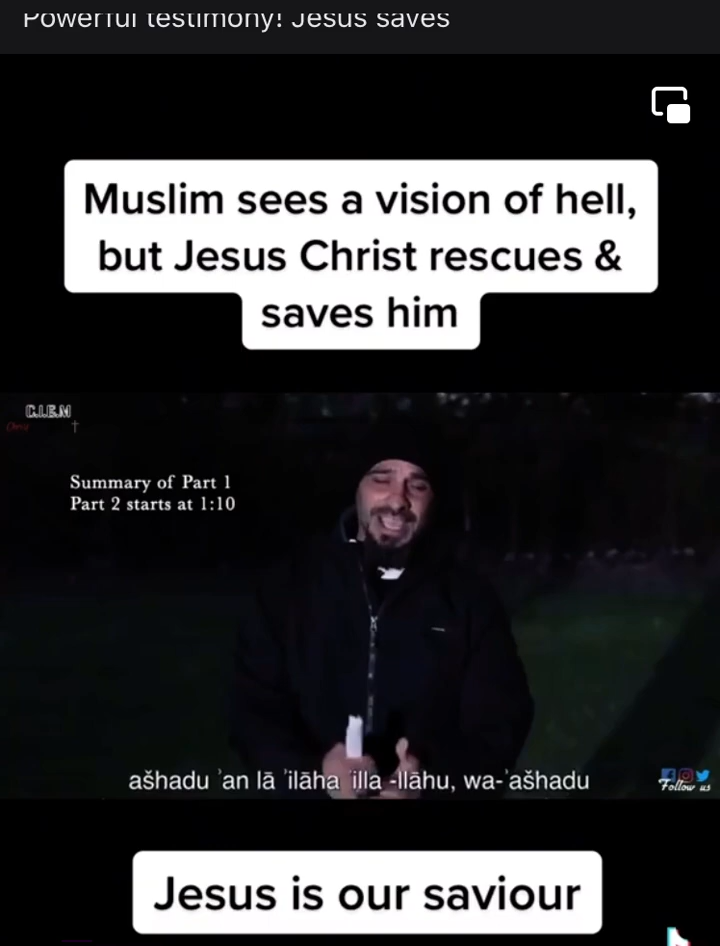 Powerful testimony! Jesus saves
Muslim sees a vision of hell,
but Jesus Christ rescues &
saves him
C.I.B.M
Christ
Summary of Part 1
Part 2 starts at 1:10
ašhadu ʾan lā ʾilāha ʾilla -llāhu, wa-ʾašhadu
Follow us
Jesus is our saviour